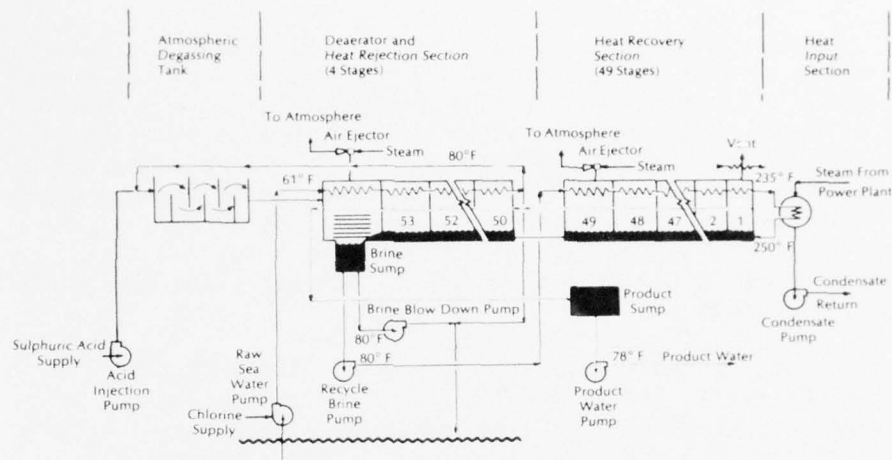 Atmospheric
Degassing
Tank
Deaerator and
Heat Rejection Section
(4 Stages)
Heat Recovery
Section
(49 Stages)
Heat
Input
Section
To Atmosphere
Air Ejector
Steam
80°F
61°F
To Atmosphere
Air Ejector
Steam
235° F
Steam From
Power Plant
53
52
50
49
48
47
2
1
250° F
Brine
Sump
Brine Blow Down Pump
80°F
Product
Sump
Condensate
Return
Condensate
Pump
Sulphuric Acid
Supply
Acid
Injection
Pump
Raw
Sea
Water
Pump
Chlorine
Supply
80°F
Recycle
Brine
Pump
78° F
Product Water
Product
Water
Pump